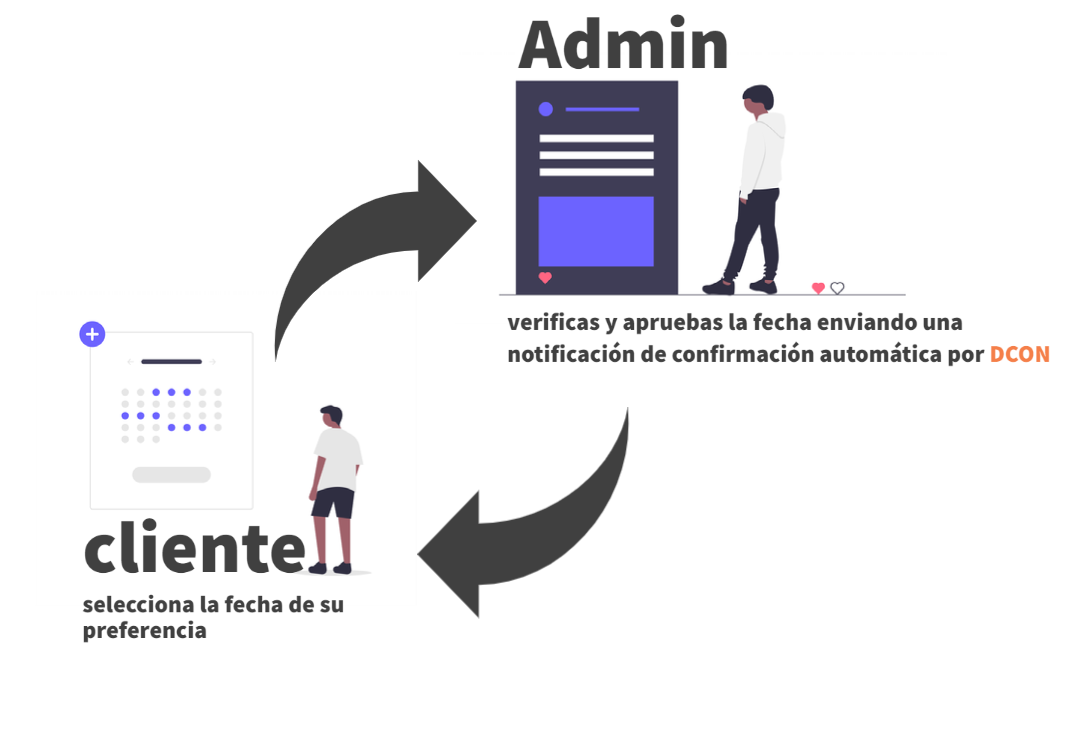 Admin
verificas y apruebas la fecha enviando una
notificación de confirmación automática por DCON
cliente
selecciona la fecha de su
preferencia